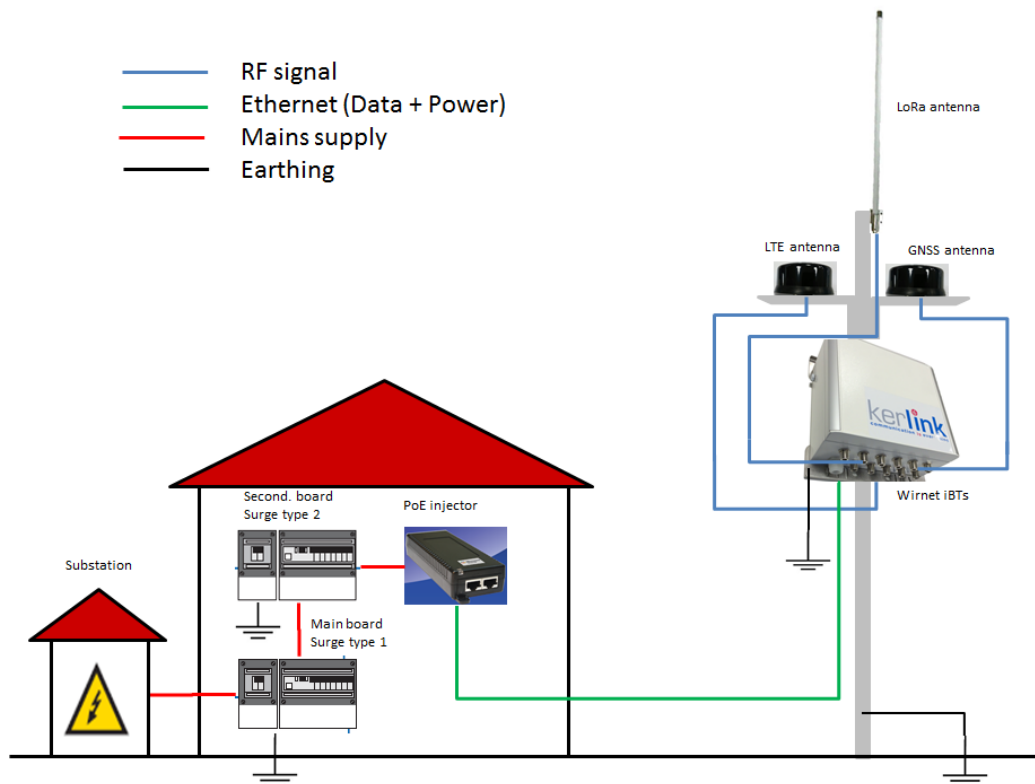 RF signal
Ethernet (Data + Power)
Mains supply
Earthing
LoRa antenna
LTE antenna
GNSS antenna
kerlink
Wirnet iBTs
Second. board
Surge type 2
PoE injector
Substation
Main board
Surge type 1